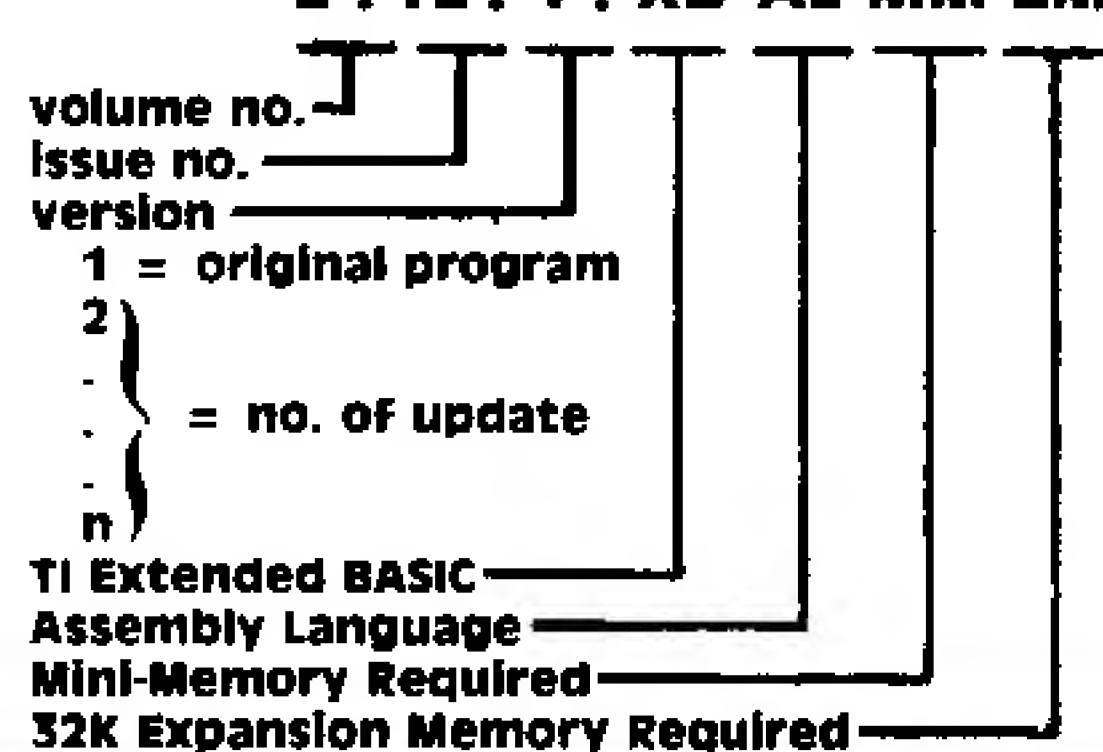 volume no.
issue no.
version
1 = original program
2
.
.
.
n
= no. of update
TI Extended BASIC
Assembly Language
Mini-Memory Required
32K Expansion Memory Required